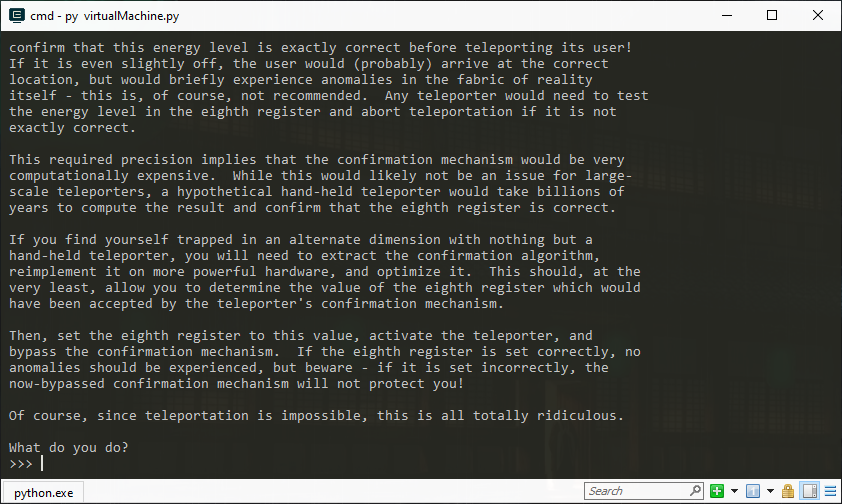 cmd - py virtualMachine.py
confirm that this energy level is exactly correct before teleporting its user!
If it is even slightly off, the user would (probably) arrive at the correct
location, but would briefly experience anomalies in the fabric of reality
itself - this is, of course, not recommended.  Any teleporter would need to test
the energy level in the eighth register and abort teleportation if it is not
exactly correct.
This required precision implies that the confirmation mechanism would be very
computationally expensive.  While this would likely not be an issue for large-
scale teleporters, a hypothetical hand-held teleporter would take billions of
years to compute the result and confirm that the eighth register is correct.
If you find yourself trapped in an alternate dimension with nothing but a
hand-held teleporter, you will need to extract the confirmation algorithm,
reimplement it on more powerful hardware, and optimize it.  This should, at the
very least, allow you to determine the value of the eighth register which would
have been accepted by the teleporter's confirmation mechanism.
Then, set the eighth register to this value, activate the teleporter, and
bypass the confirmation mechanism.  If the eighth register is set correctly, no
anomalies should be experienced, but beware - if it is set incorrectly, the
now-bypassed confirmation mechanism will not protect you!
Of course, since teleportation is impossible, this is all totally ridiculous.
What do you do?
>>>
python.exe
Search